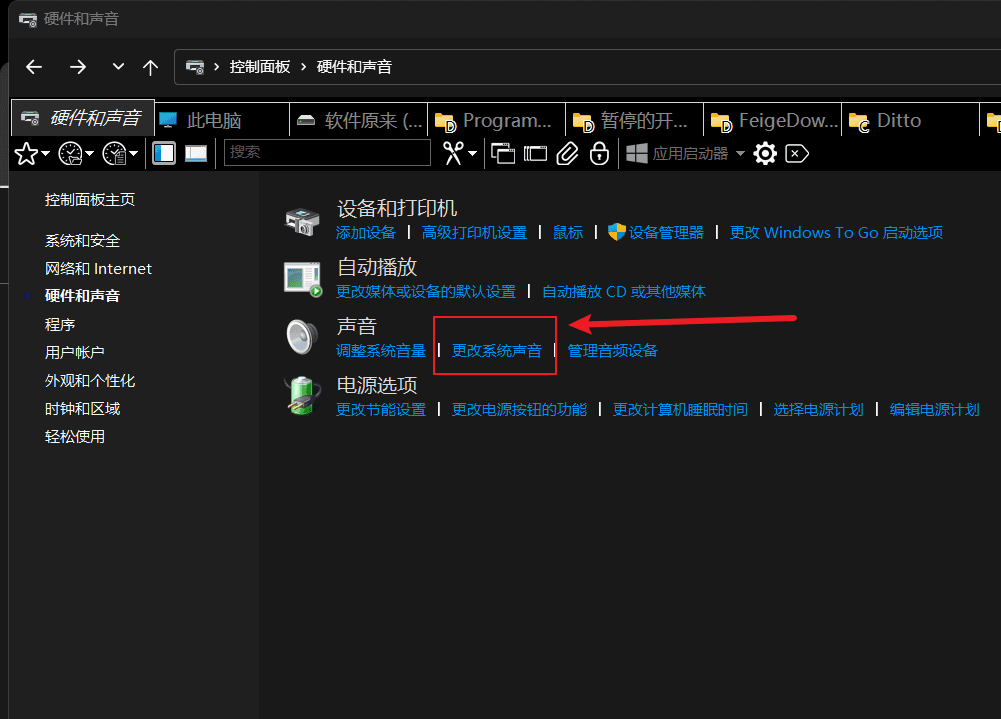 硬件和声音
控制面板 > 硬件和声音
硬件和声音 此电脑 软件原来 (... Program... 暂停的开... FeigeDow... Ditto
搜索 应用启动器
控制面板主页
系统和安全
网络和 Internet
硬件和声音
程序
用户帐户
外观和个性化
时钟和区域
轻松使用
设备和打印机
添加设备 | 高级打印机设置 | 鼠标 | 设备管理器 | 更改 Windows To Go 启动选项
自动播放
更改媒体或设备的默认设置 | 自动播放 CD 或其他媒体
声音
调整系统音量 | 更改系统声音 | 管理音频设备
电源选项
更改节能设置 | 更改电源按钮的功能 | 更改计算机睡眠时间 | 选择电源计划 | 编辑电源计划